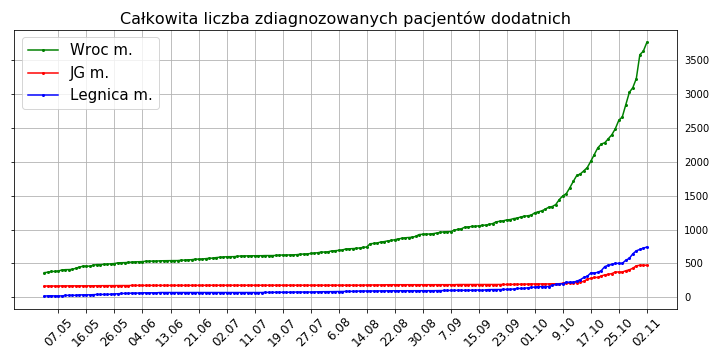 Całkowita liczba zdiagnozowanych pacjentów dodatnich
Wroc m.
JG m.
Legnica m.
3500
3000
2500
2000
1500
1000
500
0
07.05 16.05 26.05 04.06 13.06 21.06 02.07 11.07 19.07 27.07 6.08 14.08 22.08 30.08 7.09 15.09 23.09 01.10 9.10 17.10 25.10 02.11